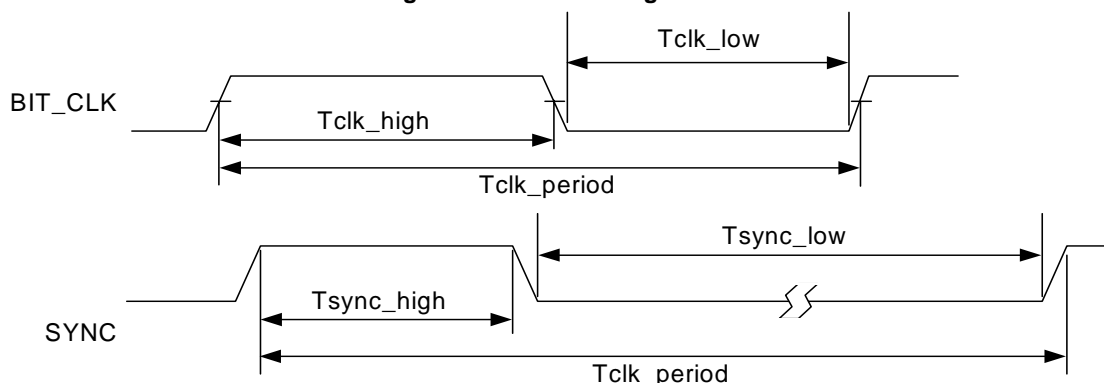 Tclk_low
BIT_CLK
Tclk_high
Tclk_period
Tsync_low
Tsync_high
SYNC
Tclk_period